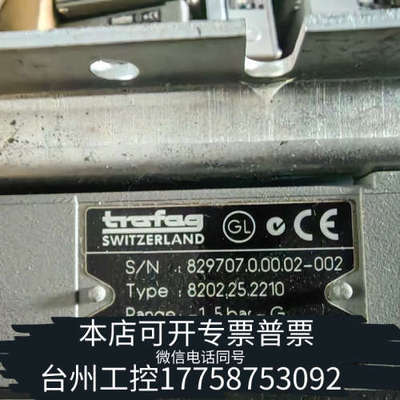 trafag
SWITZERLAND
GL
CE
S/N : 829707.0.00.02-002
Type : 8202.25.2210
Range
本店可开专票普票
微信电话同号
台州工控17758753092